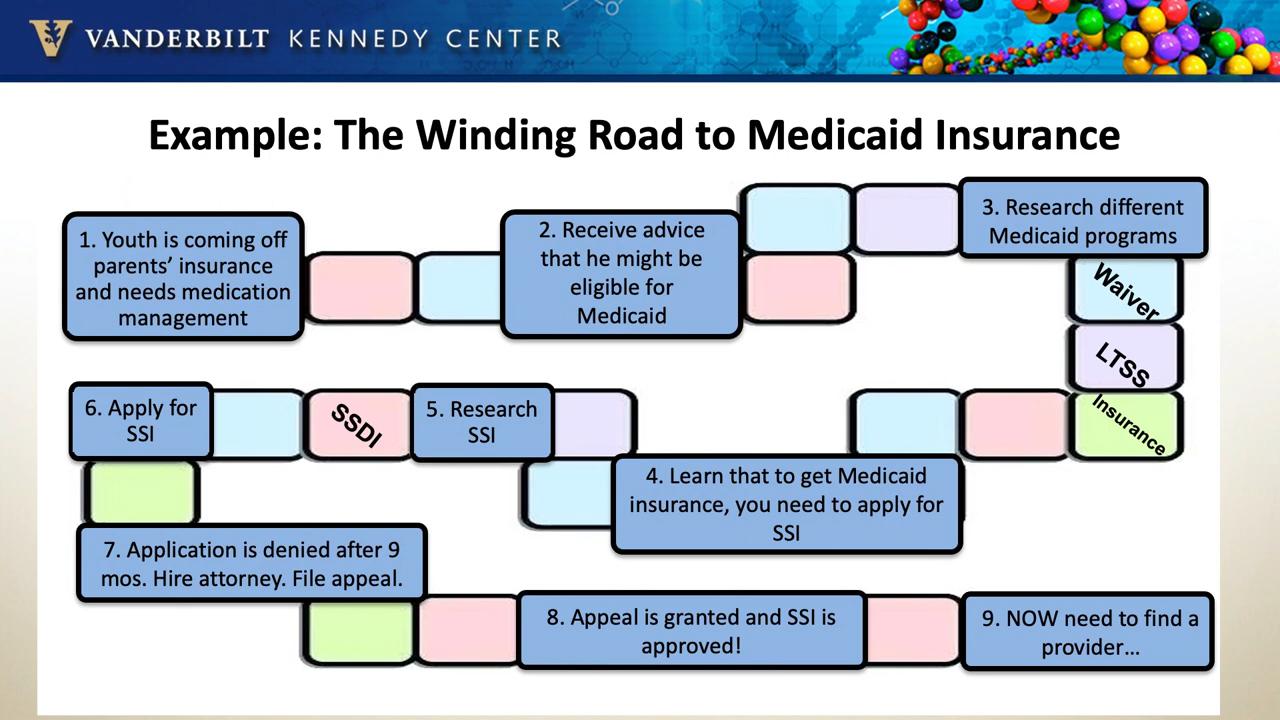 VANDERBILT KENNEDY CENTER
Example: The Winding Road to Medicaid Insurance
1. Youth is coming off
parents’ insurance
and needs medication
management
2. Receive advice
that he might be
eligible for
Medicaid
3. Research different
Medicaid programs
Waiver
LTSS
Insurance
4. Learn that to get Medicaid
insurance, you need to apply for
SSI
5. Research
SSI
SSDI
6. Apply for
SSI
7. Application is denied after 9
mos. Hire attorney. File appeal.
8. Appeal is granted and SSI is
approved!
9. NOW need to find a
provider…